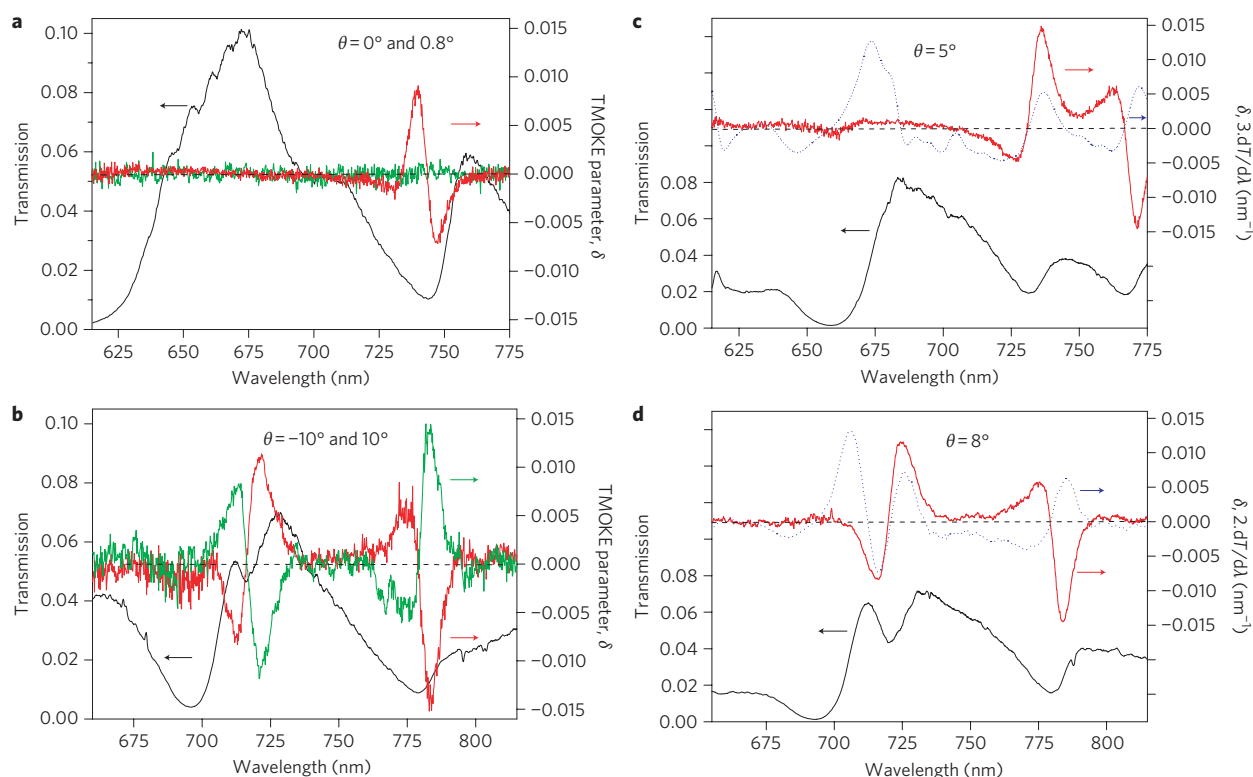 a
θ = 0° and 0.8°
Transmission
0.10
0.08
0.06
0.04
0.02
0.00
0.015
0.010
0.005
0.000
−0.005
−0.010
−0.015
TMOKE parameter, δ
625 650 675 700 725 750 775
Wavelength (nm)
b
θ = −10° and 10°
Transmission
0.10
0.08
0.06
0.04
0.02
0.00
0.015
0.010
0.005
0.000
−0.005
−0.010
−0.015
TMOKE parameter, δ
675 700 725 750 775 800
Wavelength (nm)
c
θ = 5°
Transmission
0.08
0.06
0.04
0.02
0.00
0.015
0.010
0.005
0.000
−0.005
−0.010
−0.015
δ, 3.dT/dλ (nm⁻¹)
625 650 675 700 725 750 775
Wavelength (nm)
d
θ = 8°
Transmission
0.08
0.06
0.04
0.02
0.00
0.015
0.010
0.005
0.000
−0.005
−0.010
−0.015
δ, 2.dT/dλ (nm⁻¹)
675 700 725 750 775 800
Wavelength (nm)